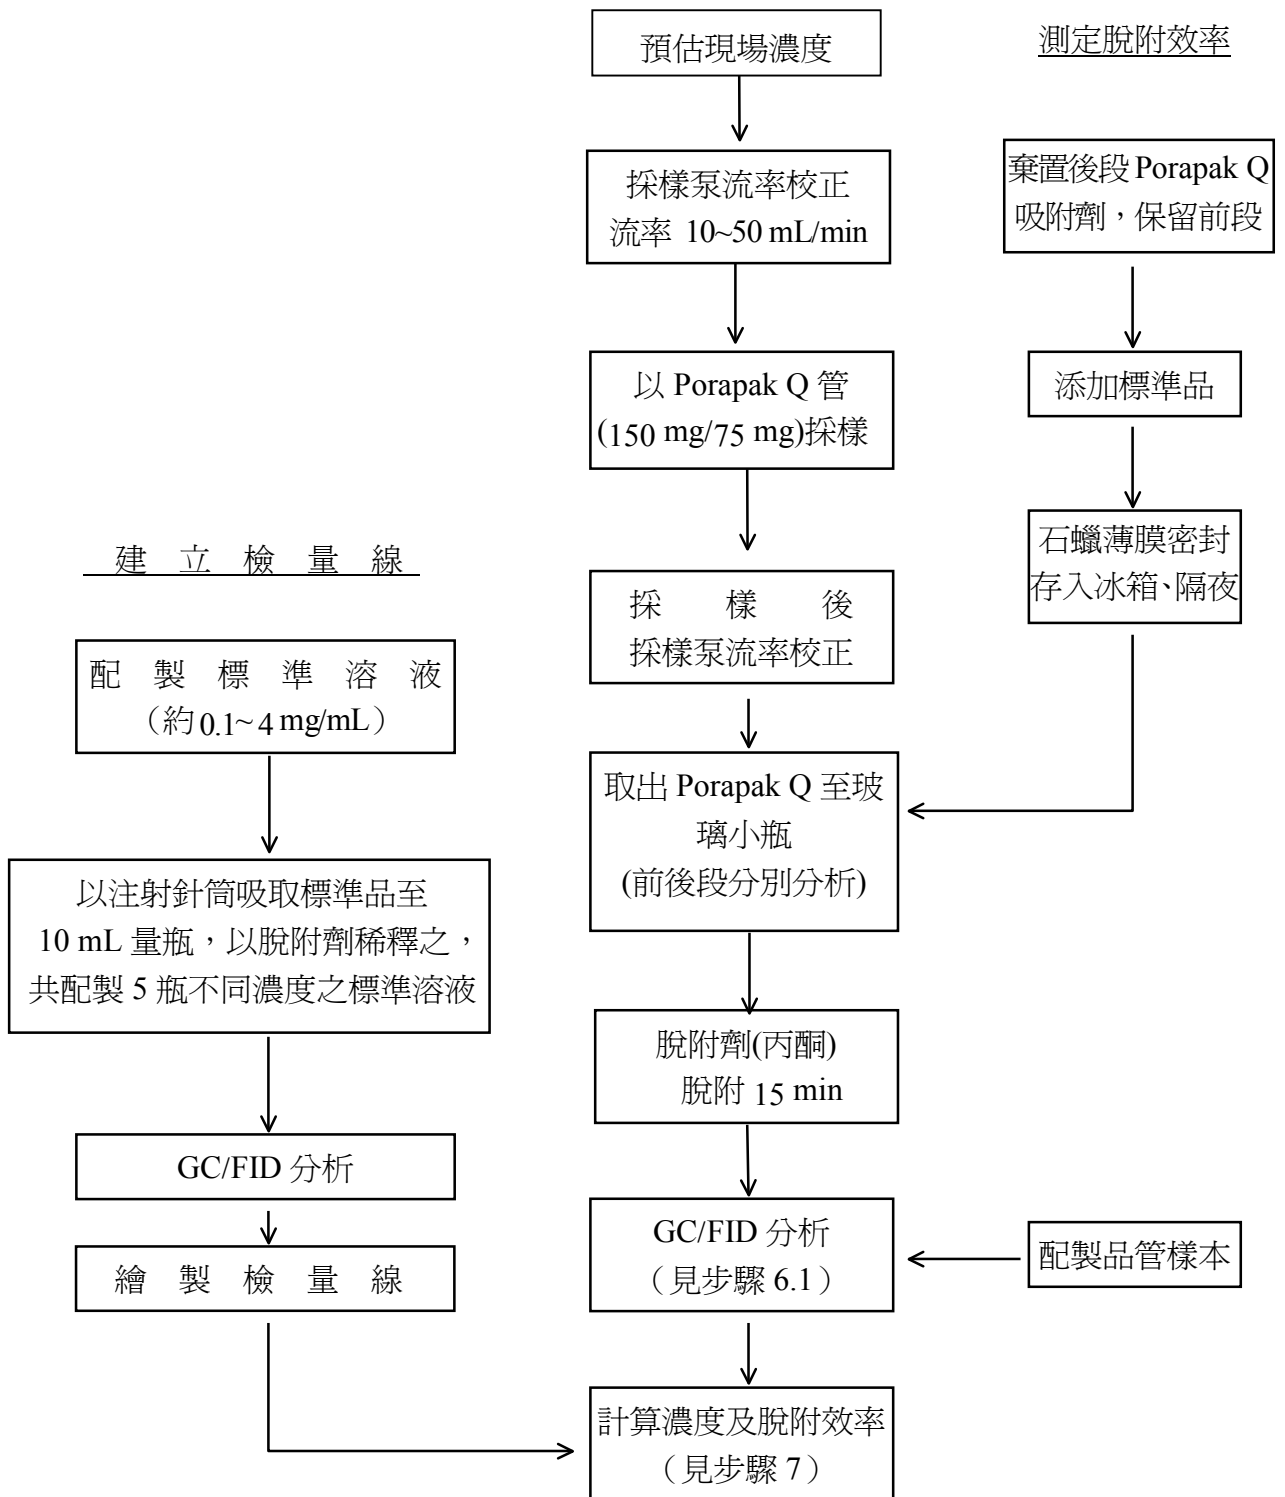 預估現場濃度
測定脫附效率
採樣泵流率校正
流率 10~50 mL/min
棄置後段 Porapak Q
吸附劑，保留前段
以 Porapak Q 管
(150 mg/75 mg)採樣
添加標準品
石蠟薄膜密封
存入冰箱、隔夜
建 立 檢 量 線
採 樣 後
採樣泵流率校正
配 製 標 準 溶 液
（約 0.1~ 4 mg/mL）
取出 Porapak Q 至玻
璃小瓶
(前後段分別分析)
以注射針筒吸取標準品至
10 mL 量瓶，以脫附劑稀釋之，
共配製 5 瓶不同濃度之標準溶液
脫附劑(丙酮)
脫附 15 min
GC/FID 分析
繪 製 檢 量 線
GC/FID 分析
（見步驟 6.1）
配製品管樣本
計算濃度及脫附效率
（見步驟 7）